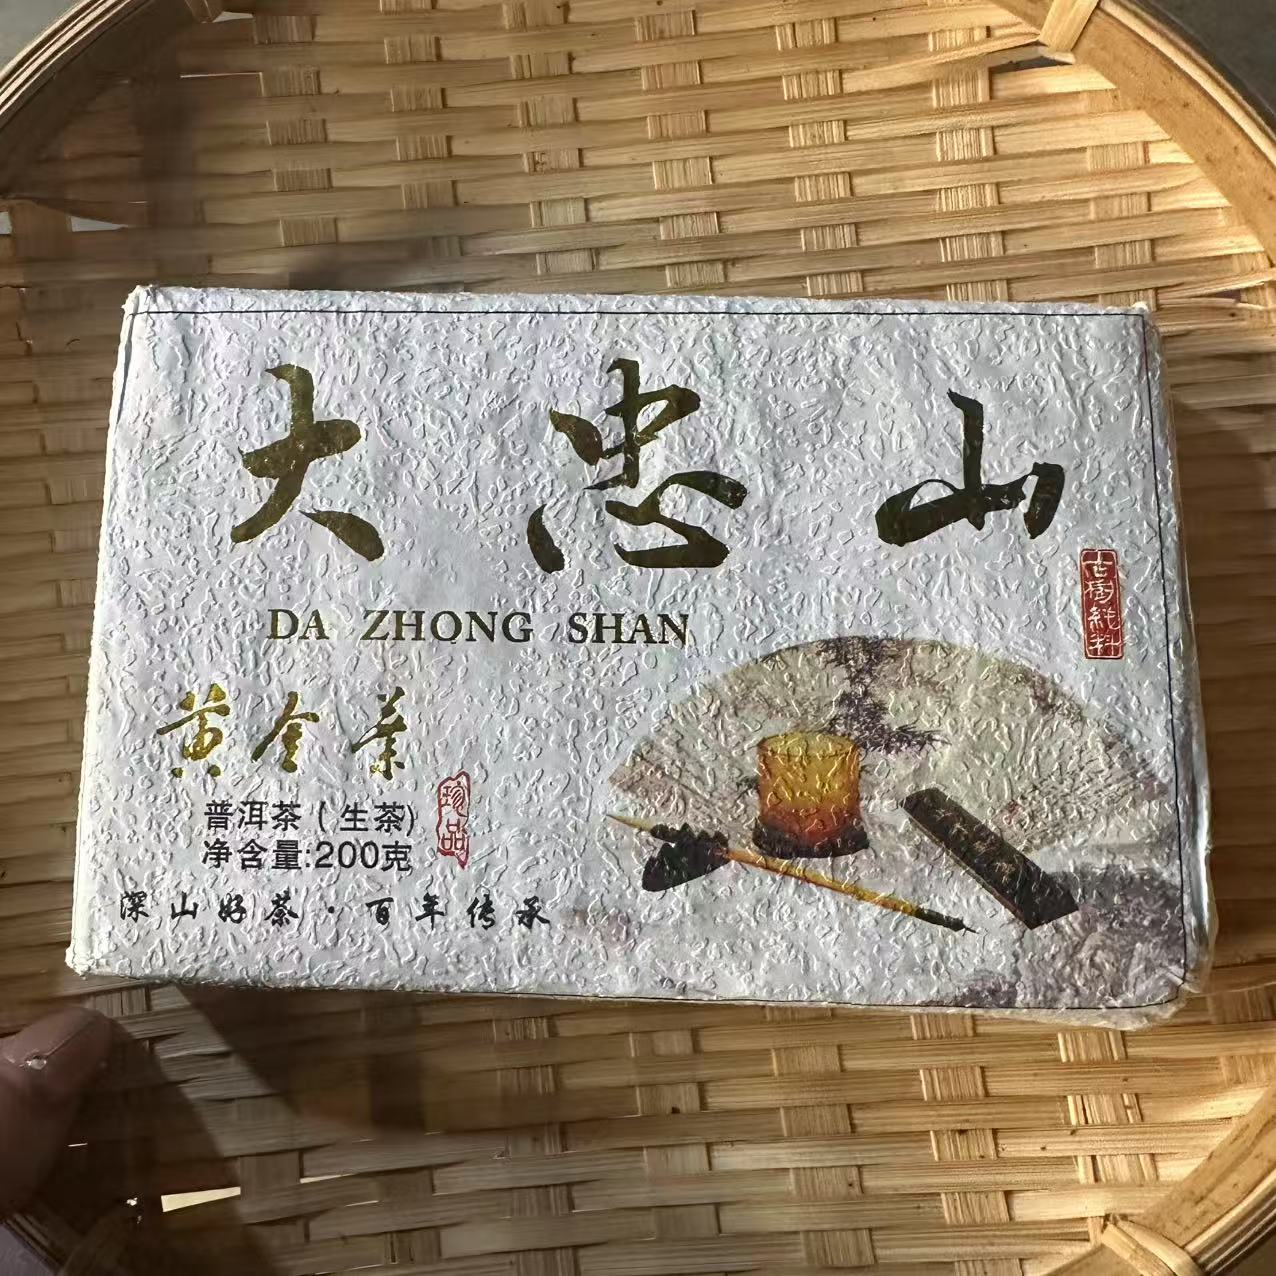 大忠山
DA ZHONG SHAN
古树纯料
黄金叶
珍品
普洱茶（生茶）
净含量:200克
深山好茶·百年传承